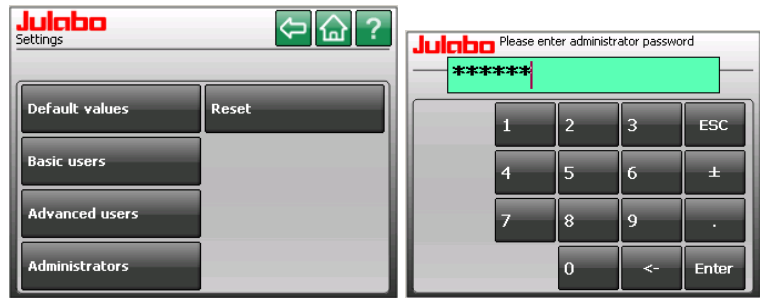 Julabo
Settings
?
Default values
Reset
Basic users
Advanced users
Administrators
Julabo Please enter administrator password
******
1 2 3 ESC
4 5 6 ±
7 8 9 .
0 <- Enter